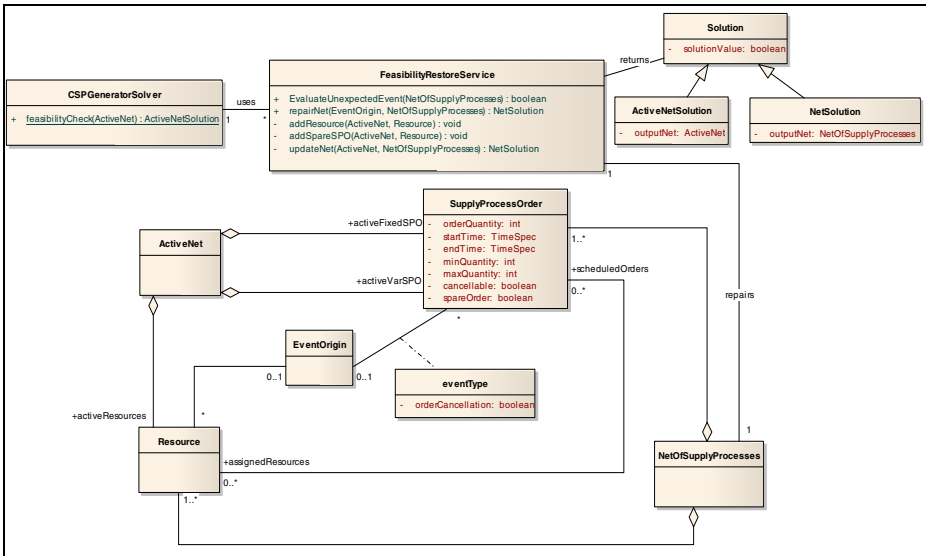 Solution
- solutionValue: boolean
returns
FeasibilityRestoreService
+ EvaluateUnexpectedEvent(NetOfSupplyProcesses) : boolean
+ repairNet(EventOrigin, NetOfSupplyProcesses) : NetSolution
- addResource(ActiveNet, Resource) : void
- addSpareSPO(ActiveNet, Resource) : void
- updateNet(ActiveNet, NetOfSupplyProcesses) : NetSolution
CSPGeneratorSolver
+ feasibilityCheck(ActiveNet) : ActiveNetSolution
uses
1
*
ActiveNetSolution
- outputNet: ActiveNet
NetSolution
- outputNet: NetOfSupplyProcesses
1
SupplyProcessOrder
- orderQuantity: int
- startTime: TimeSpec
- endTime: TimeSpec
- minQuantity: int
- maxQuantity: int
- cancellable: boolean
- spareOrder: boolean
+activeFixedSPO
ActiveNet
+activeVarSPO
1..*
+scheduledOrders
0..*
repairs
*
EventOrigin
0..1
0..1
eventType
- orderCancellation: boolean
+activeResources
*
Resource
+assignedResources
0..*
1..*
1
NetOfSupplyProcesses